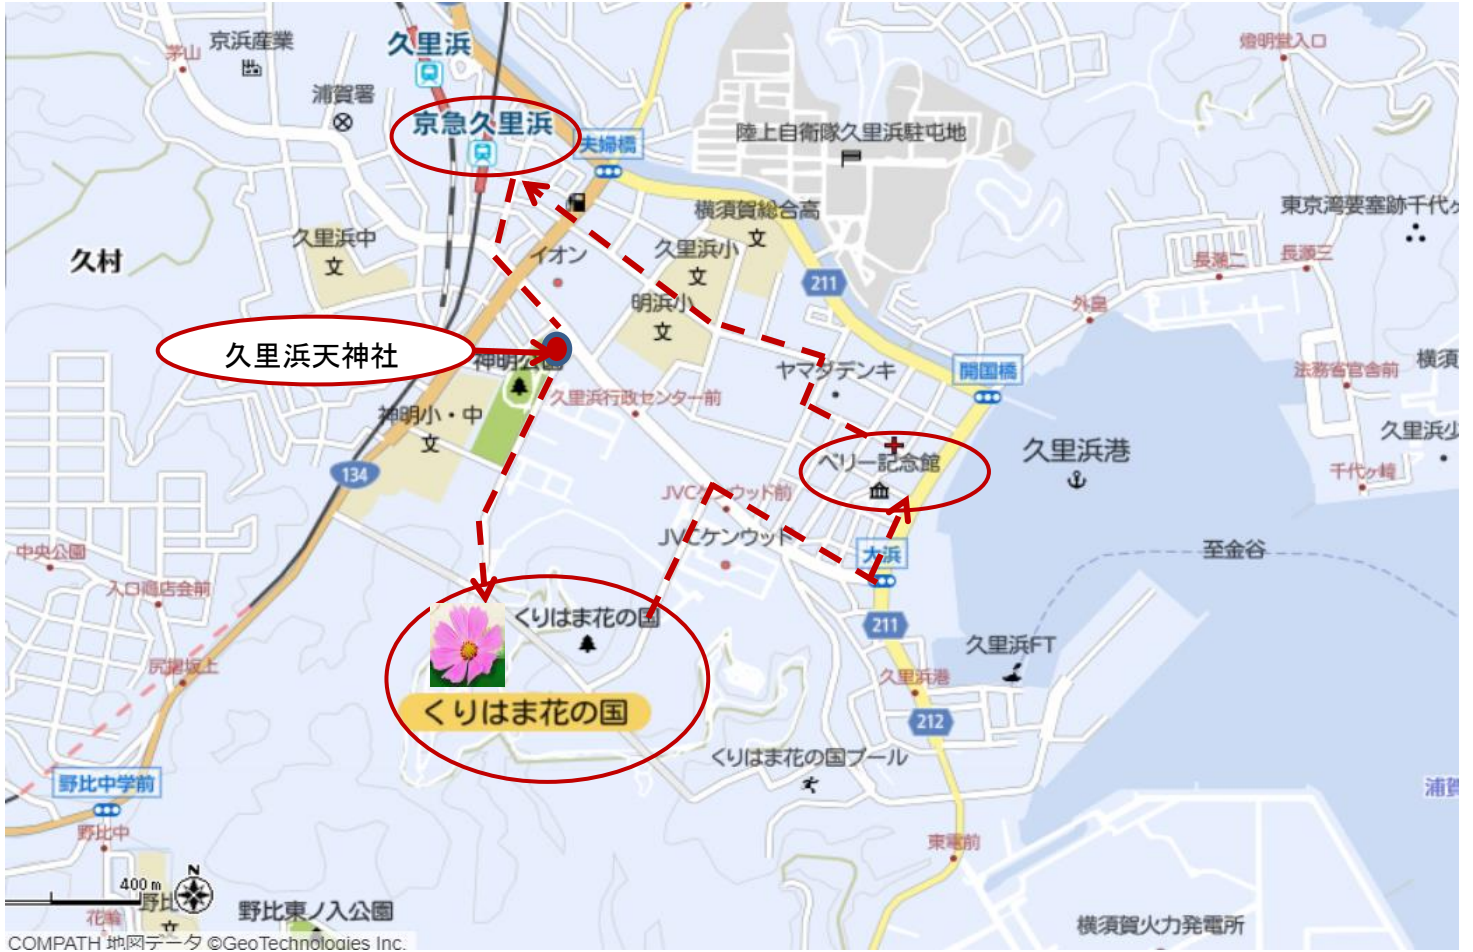 京浜産業
久里浜
茅山
燈明堂入口
浦賀署
京急久里浜
夫婦橋
陸上自衛隊久里浜駐屯地
横須賀総合高
東京湾要塞跡千代ヶ
久里浜中
文
久村
イオン
久里浜小
文
文
長瀬二
長瀬三
211
明浜小
文
外皐
久里浜天神社
神明公園
ヤマダデンキ
開国橋
法務省官舎前
横須
久里浜行政センター前
神明小・中
文
久里浜港
久里浜少
134
ペリー記念館
千代ヶ崎
JVCケンウッド前
JVCケンウッド
大浜
至金谷
中央公園
入口商店会前
くりはま花の国
211
久里浜FT
尻摺坂上
久里浜港
くりはま花の国
212
くりはま花の国プール
野比中学前
浦賀
野比中
東電前
N
400m
野比
文
花輪
野比東ノ入公園
横須賀火力発電所
COMPATH 地図データ ©GeoTechnologies Inc.